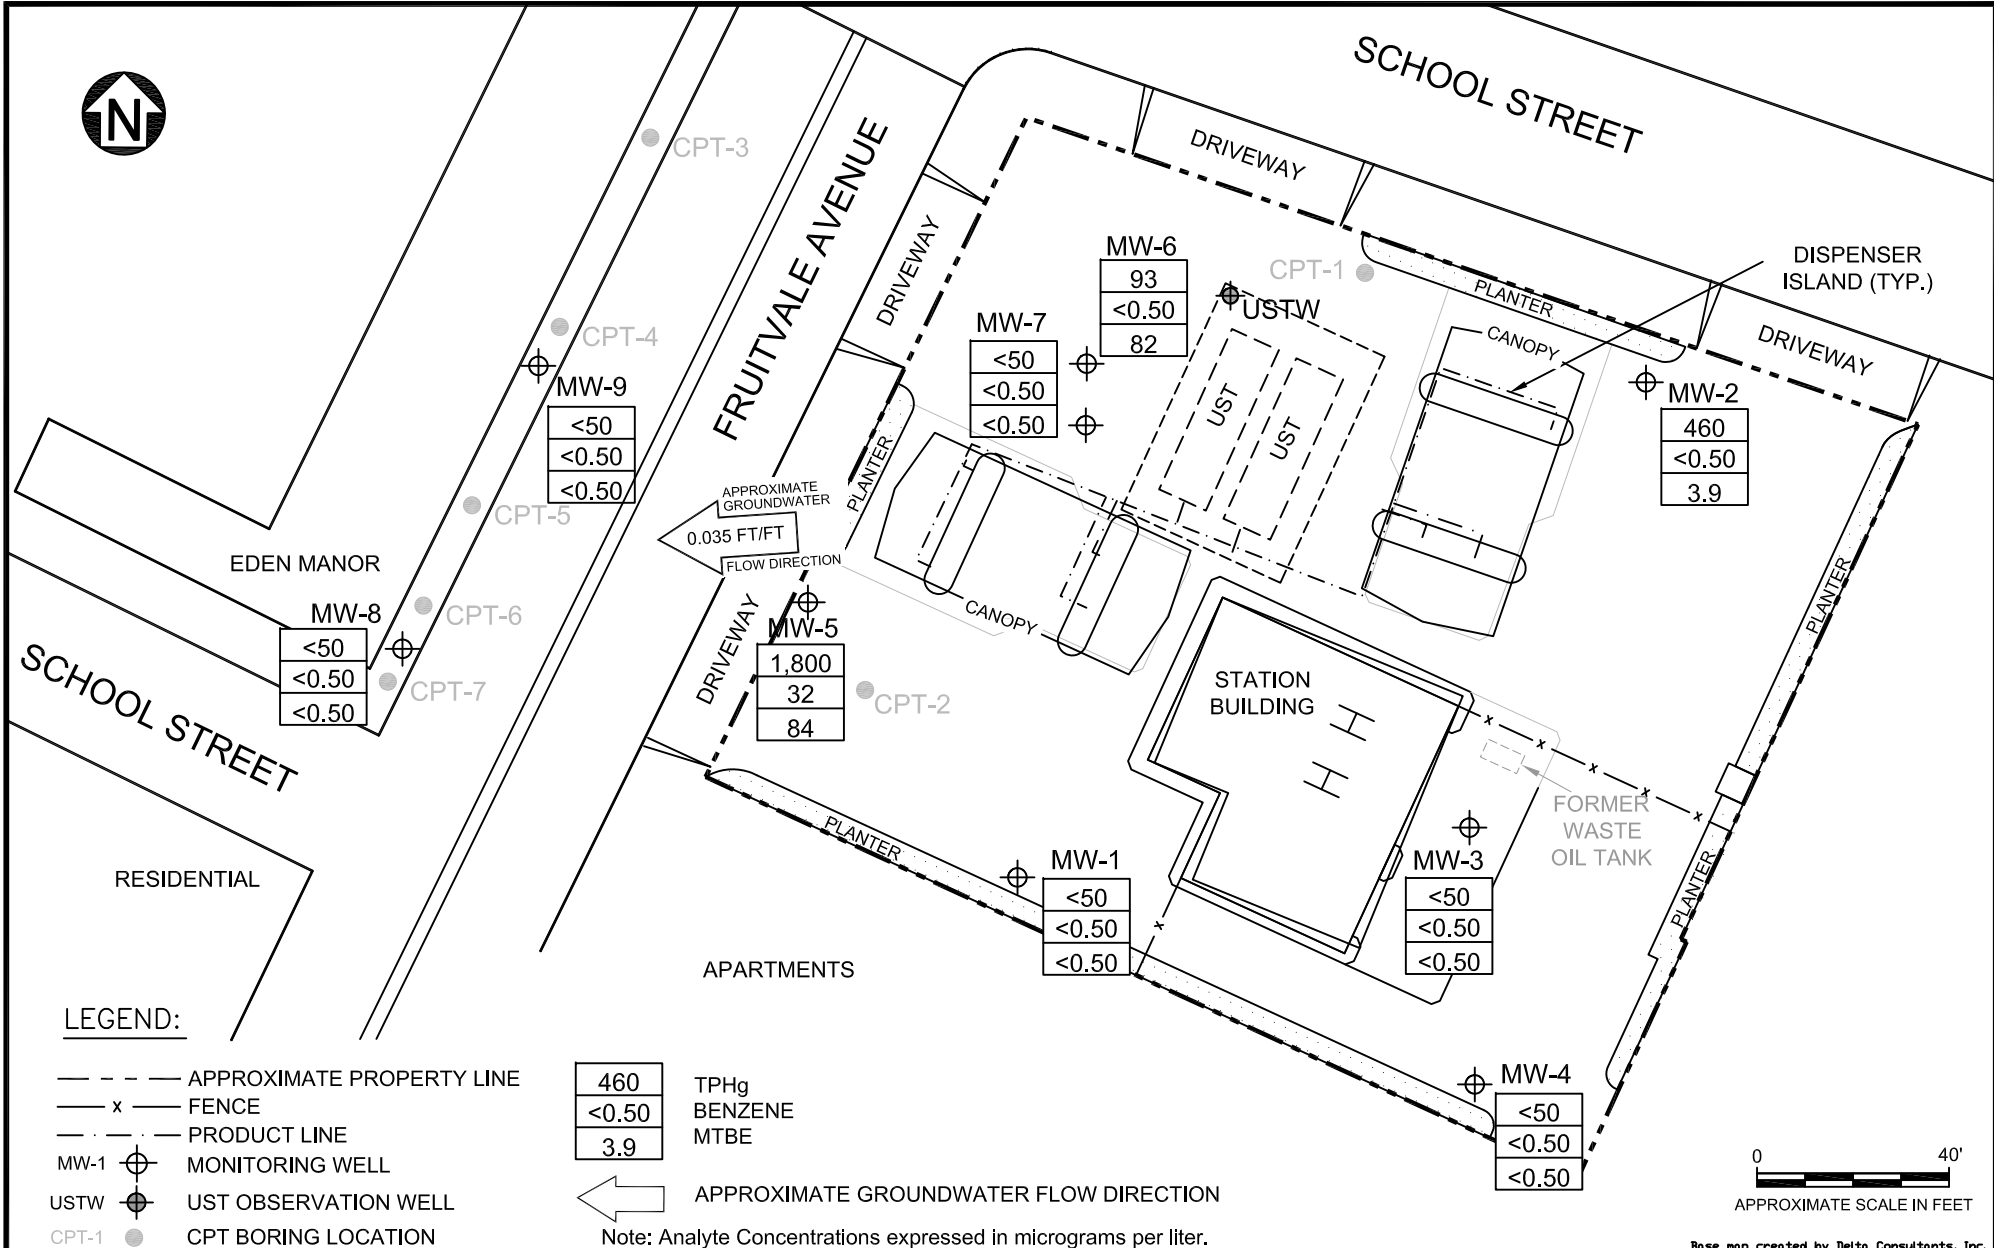 N
SCHOOL STREET
CPT-3
FRUITVALE AVENUE
DRIVEWAY
DRIVEWAY
MW-6
93
<0.50
82
CPT-1
USTW
DISPENSER
ISLAND (TYP.)
PLANTER
CANOPY
DRIVEWAY
MW-7
<50
<0.50
<0.50
UST
UST
MW-2
460
<0.50
3.9
CPT-4
MW-9
<50
<0.50
<0.50
CPT-5
PLANTER
APPROXIMATE
GROUNDWATER
0.035 FT/FT
FLOW DIRECTION
EDEN MANOR
CPT-6
MW-8
<50
<0.50
<0.50
CPT-7
SCHOOL STREET
DRIVEWAY
MW-5
1,800
32
84
CPT-2
CANOPY
PLANTER
STATION
BUILDING
FORMER
WASTE
OIL TANK
x
x
x
x
PLANTER
PLANTER
RESIDENTIAL
MW-1
<50
<0.50
<0.50
x
MW-3
<50
<0.50
<0.50
APARTMENTS
MW-4
<50
<0.50
<0.50
LEGEND:
APPROXIMATE PROPERTY LINE
x FENCE
PRODUCT LINE
MW-1 MONITORING WELL
USTW UST OBSERVATION WELL
CPT-1 CPT BORING LOCATION
460 TPHg
<0.50 BENZENE
3.9 MTBE
APPROXIMATE GROUNDWATER FLOW DIRECTION
Note: Analyte Concentrations expressed in micrograms per liter.
0 40'
APPROXIMATE SCALE IN FEET
Base map created by Delta Consultants, Inc.